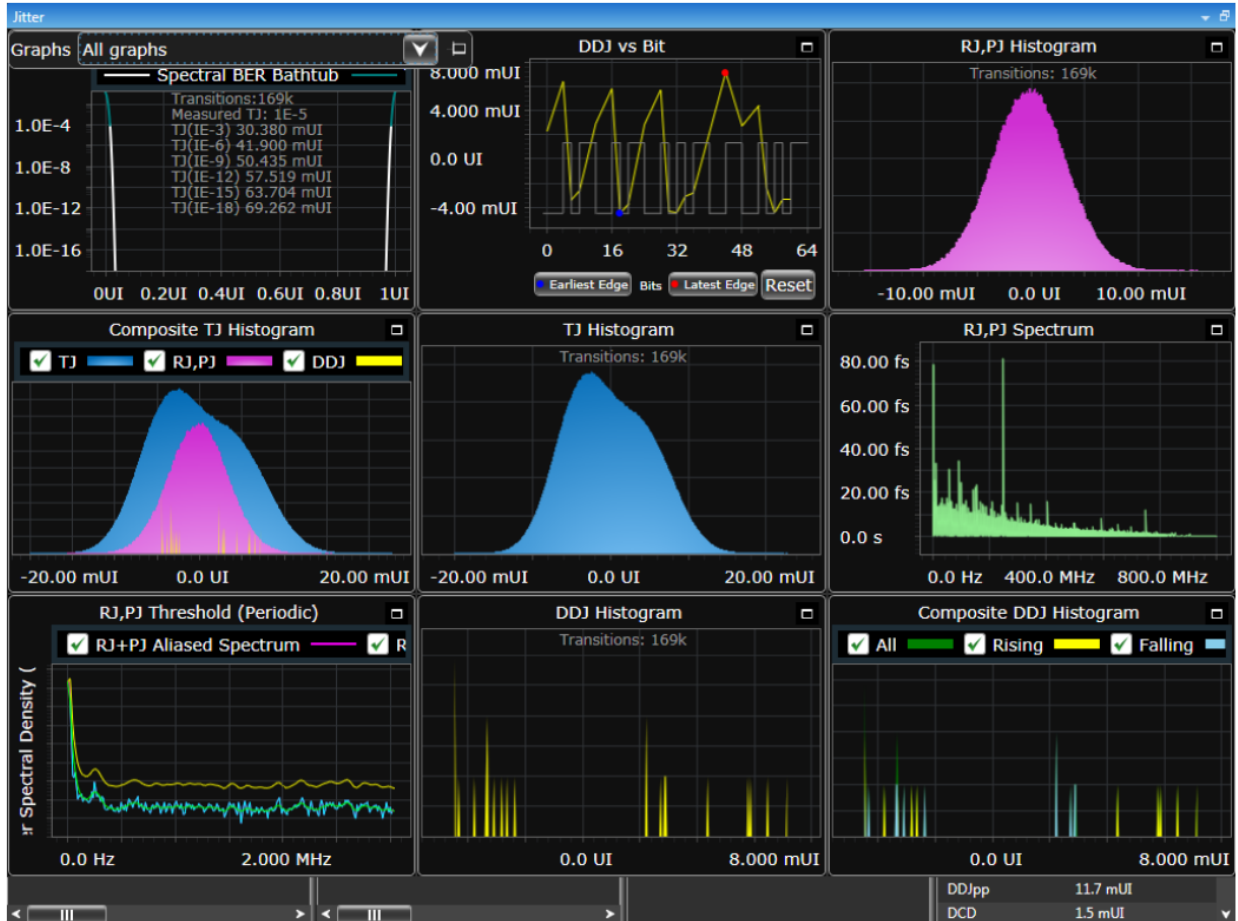 Jitter
Graphs All graphs
Spectral BER Bathtub
Transitions:169k
Measured TJ: 1E-5
TJ(IE-3) 30.380 mUI
TJ(IE-6) 41.900 mUI
TJ(IE-9) 50.435 mUI
TJ(IE-12) 57.519 mUI
TJ(IE-15) 63.704 mUI
TJ(IE-18) 69.262 mUI
1.0E-4
1.0E-8
1.0E-12
1.0E-16
0UI 0.2UI 0.4UI 0.6UI 0.8UI 1UI
DDJ vs Bit
8.000 mUI
4.000 mUI
0.0 UI
-4.00 mUI
0 16 32 48 64
Earliest Edge Bits Latest Edge Reset
RJ,PJ Histogram
Transitions: 169k
-10.00 mUI 0.0 UI 10.00 mUI
Composite TJ Histogram
TJ RJ,PJ DDJ
-20.00 mUI 0.0 UI 20.00 mUI
TJ Histogram
Transitions: 169k
-20.00 mUI 0.0 UI 20.00 mUI
RJ,PJ Spectrum
80.00 fs
60.00 fs
40.00 fs
20.00 fs
0.0 s
0.0 Hz 400.0 MHz 800.0 MHz
RJ,PJ Threshold (Periodic)
RJ+PJ Aliased Spectrum R
er Spectral Density (
0.0 Hz 2.000 MHz
DDJ Histogram
Transitions: 169k
0.0 UI 8.000 mUI
Composite DDJ Histogram
All Rising Falling
0.0 UI 8.000 mUI
DDJpp 11.7 mUI
DCD 1.5 mUI